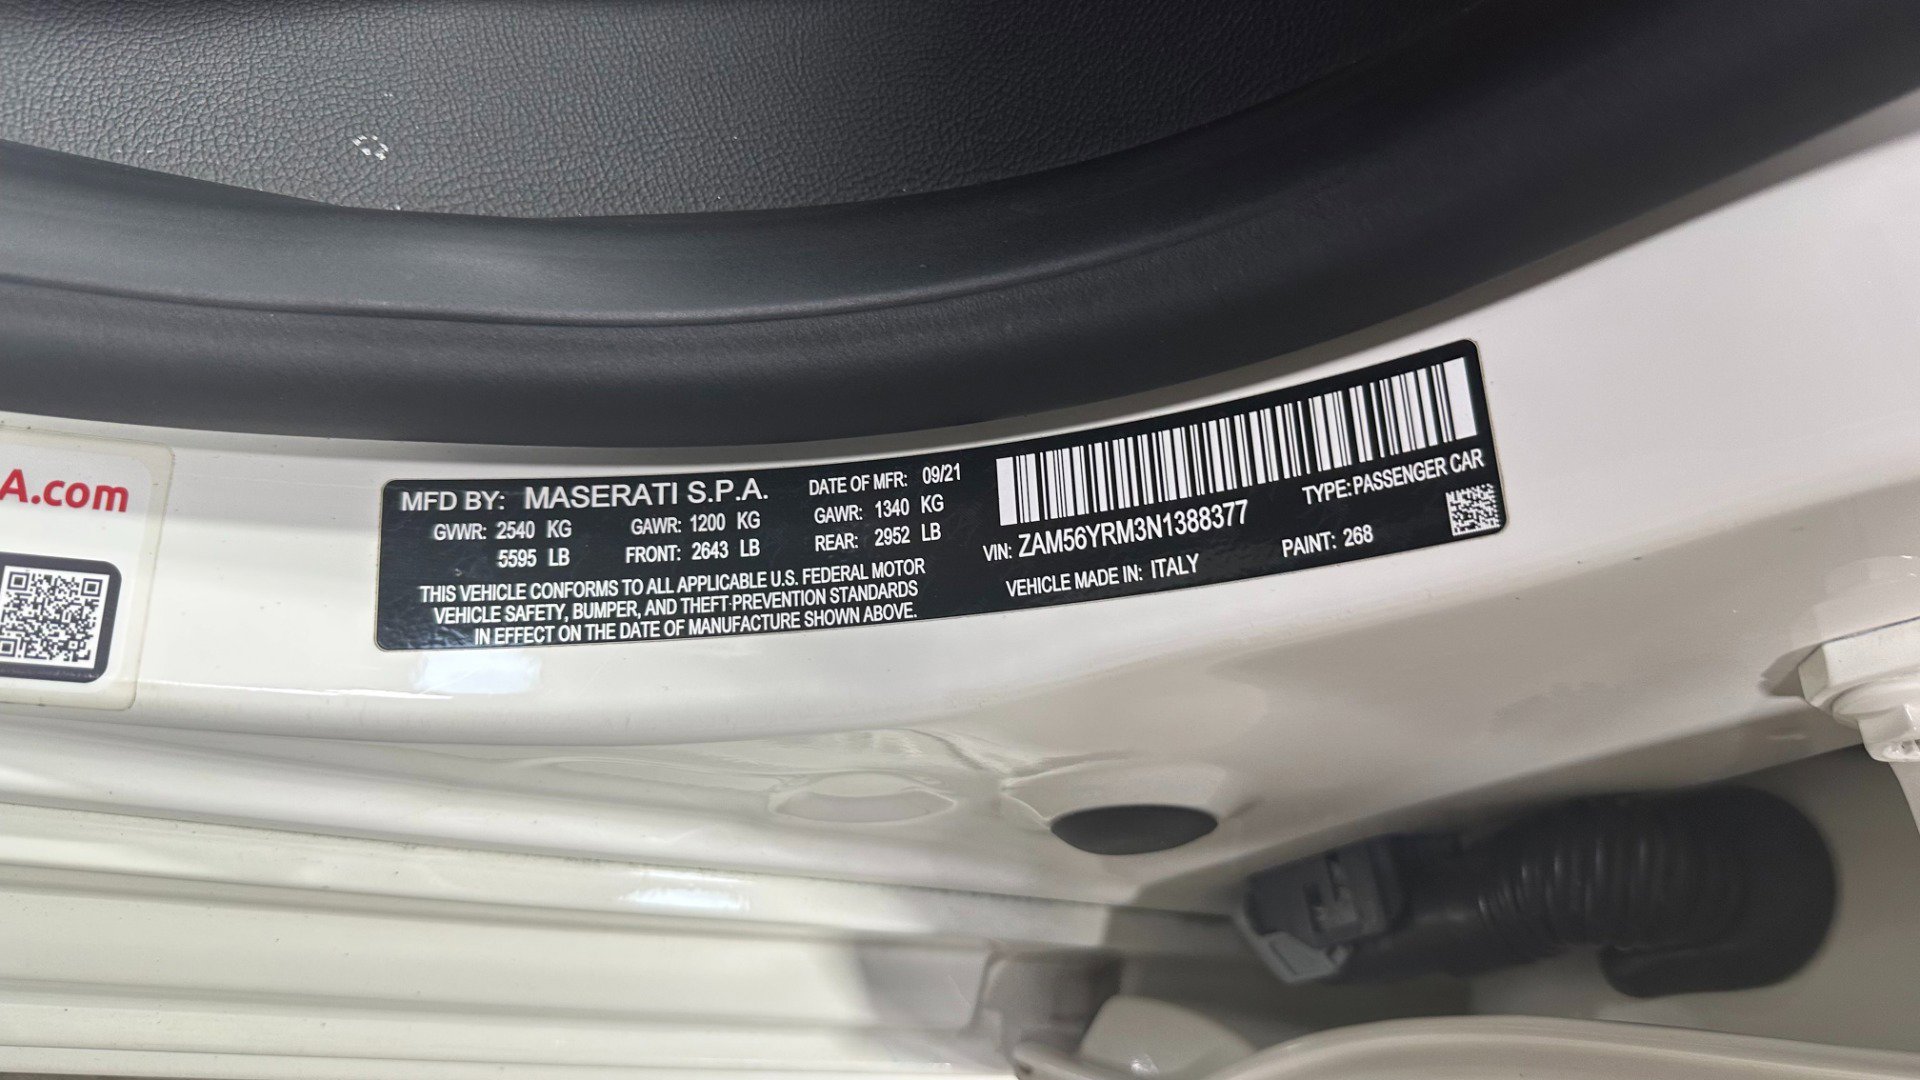 A.com
MFD BY: MASERATI S.P.A. DATE OF MFR: 09/21
GVWR: 2540 KG GAWR: 1200 KG GAWR: 1340 KG
5595 LB FRONT: 2643 LB REAR: 2952 LB
THIS VEHICLE CONFORMS TO ALL APPLICABLE U.S. FEDERAL MOTOR
VEHICLE SAFETY, BUMPER, AND THEFT PREVENTION STANDARDS
IN EFFECT ON THE DATE OF MANUFACTURE SHOWN ABOVE.
VIN: ZAM56YRM3N1388377 TYPE: PASSENGER CAR
VEHICLE MADE IN: ITALY PAINT: 268